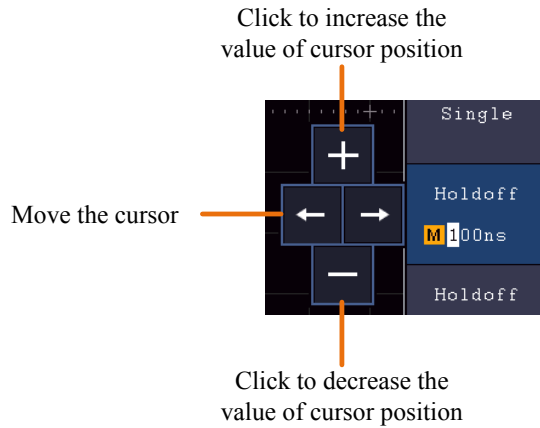 Click to increase the
value of cursor position
Single
Holdoff
Move the cursor
M 100ns
Holdoff
Click to decrease the
value of cursor position